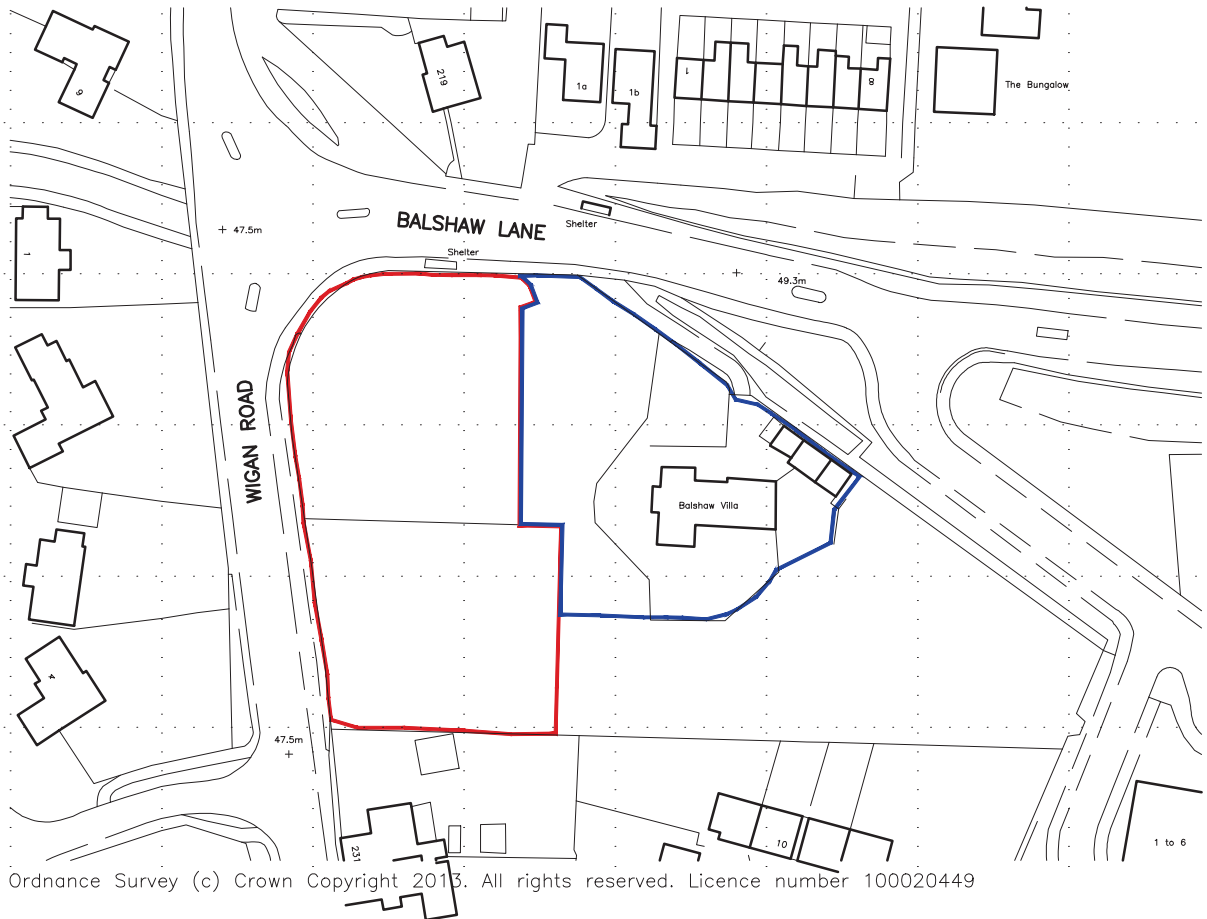 9
219
1a
1b
1
8
The Bungalow
BALSHAW LANE
Shelter
Shelter
47.5m
49.3m
1
WIGAN ROAD
Balshaw Villa
4
47.5m
231
10
1 to 6
Ordnance Survey (c) Crown Copyright 2013. All rights reserved. Licence number 100020449